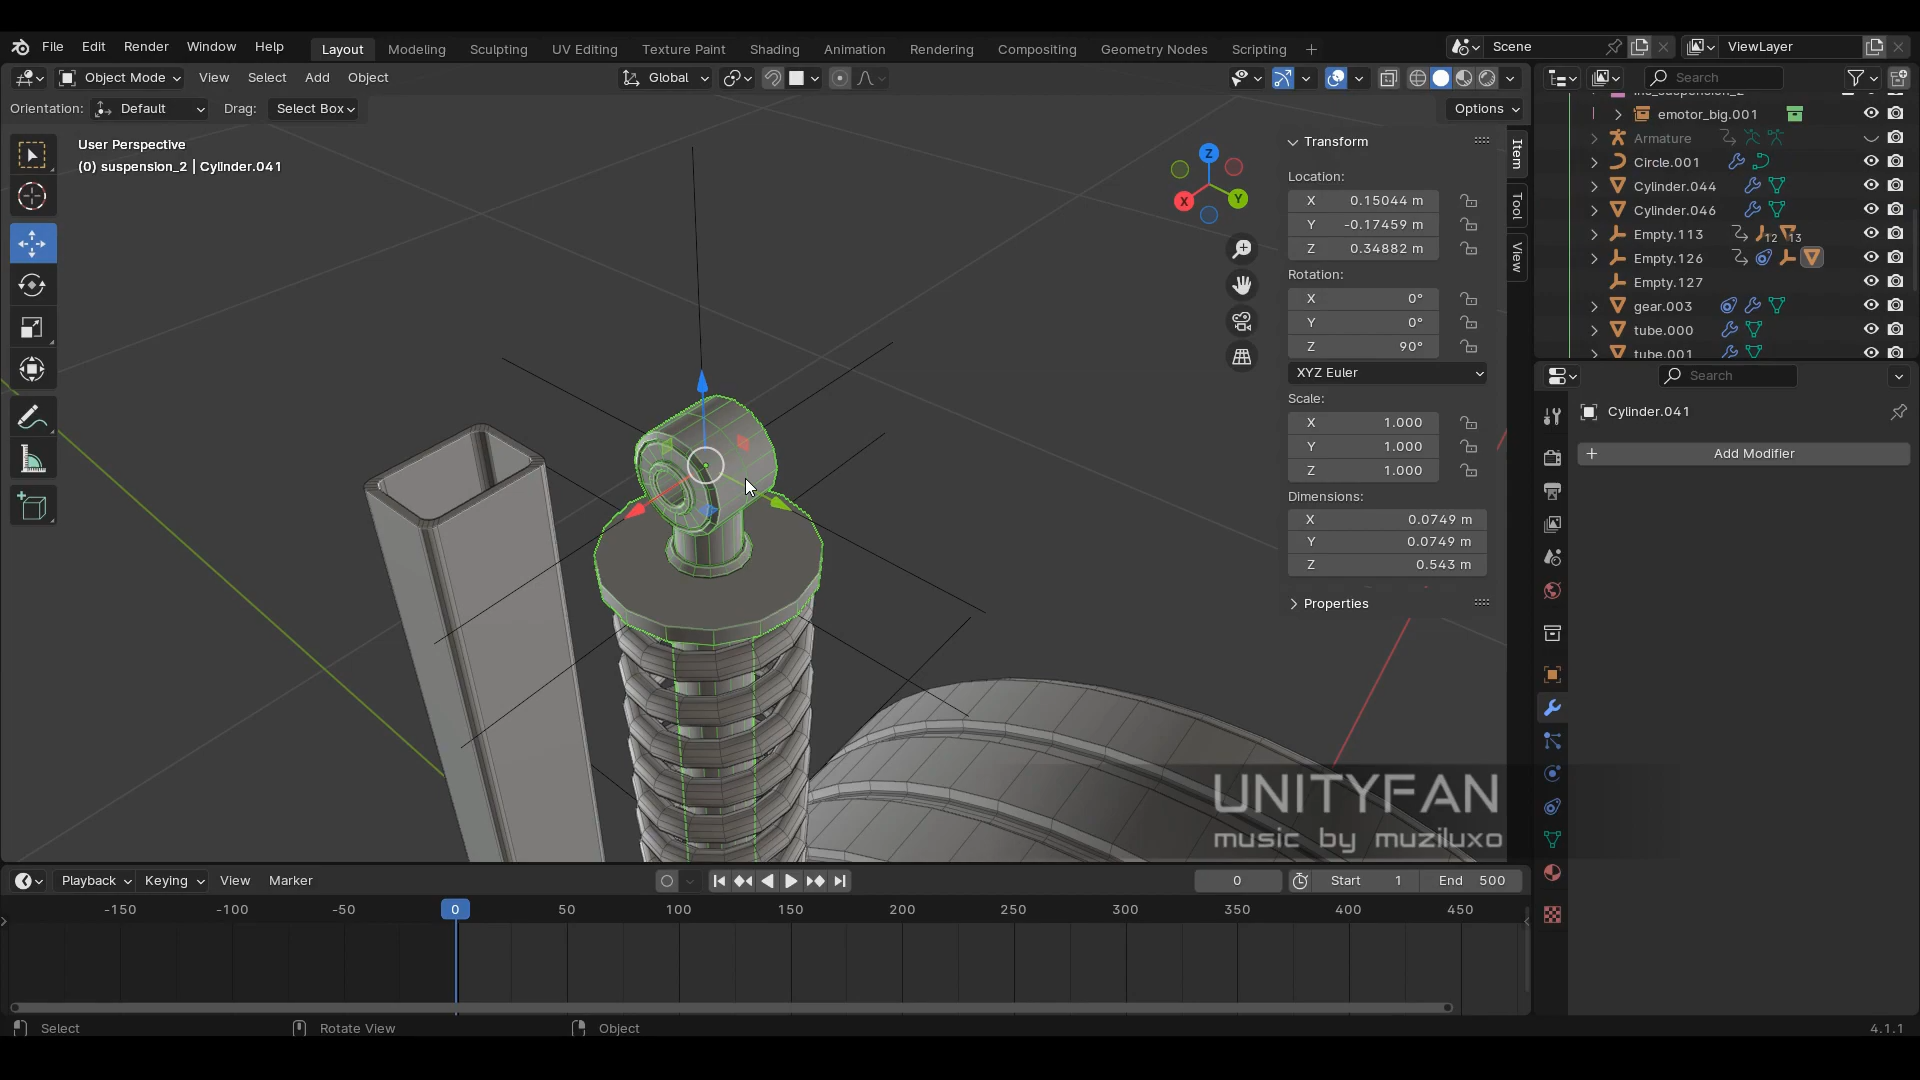 File Edit Render Window Help Layout Modeling Sculpting UV Editing Texture Paint Shading Animation Rendering Compositing Geometry Nodes Scripting + Scene ViewLayer
Object Mode View Select Add Object Global Search
Orientation: Default Drag: Select Box Options
User Perspective
(0) suspension_2 | Cylinder.041
Z
X
Y
Transform
Location:
X 0.15044 m
Y -0.17459 m
Z 0.34882 m
Rotation:
X 0°
Y 0°
Z 90°
XYZ Euler
Scale:
X 1.000
Y 1.000
Z 1.000
Dimensions:
X 0.0749 m
Y 0.0749 m
Z 0.543 m
Properties
Item
Tool
View
emotor_big.001
Armature
Circle.001
Cylinder.044
Cylinder.046
Empty.113 12 13
Empty.126
Empty.127
gear.003
tube.000
tube.001
Search
Cylinder.041
+ Add Modifier
UNITYFAN
music by muziluxo
Playback Keying View Marker 0 Start 1 End 500
-150 -100 -50 0 50 100 150 200 250 300 350 400 450
Select Rotate View Object 4.1.1